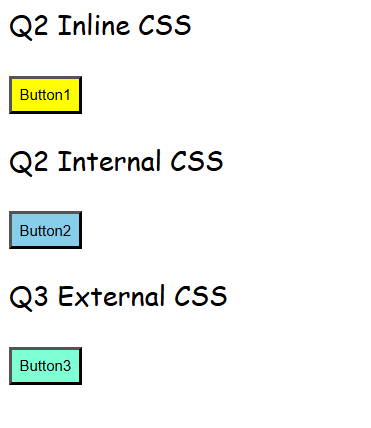 Q2 Inline CSS
Button1
Q2 Internal CSS
Button2
Q3 External CSS
Button3